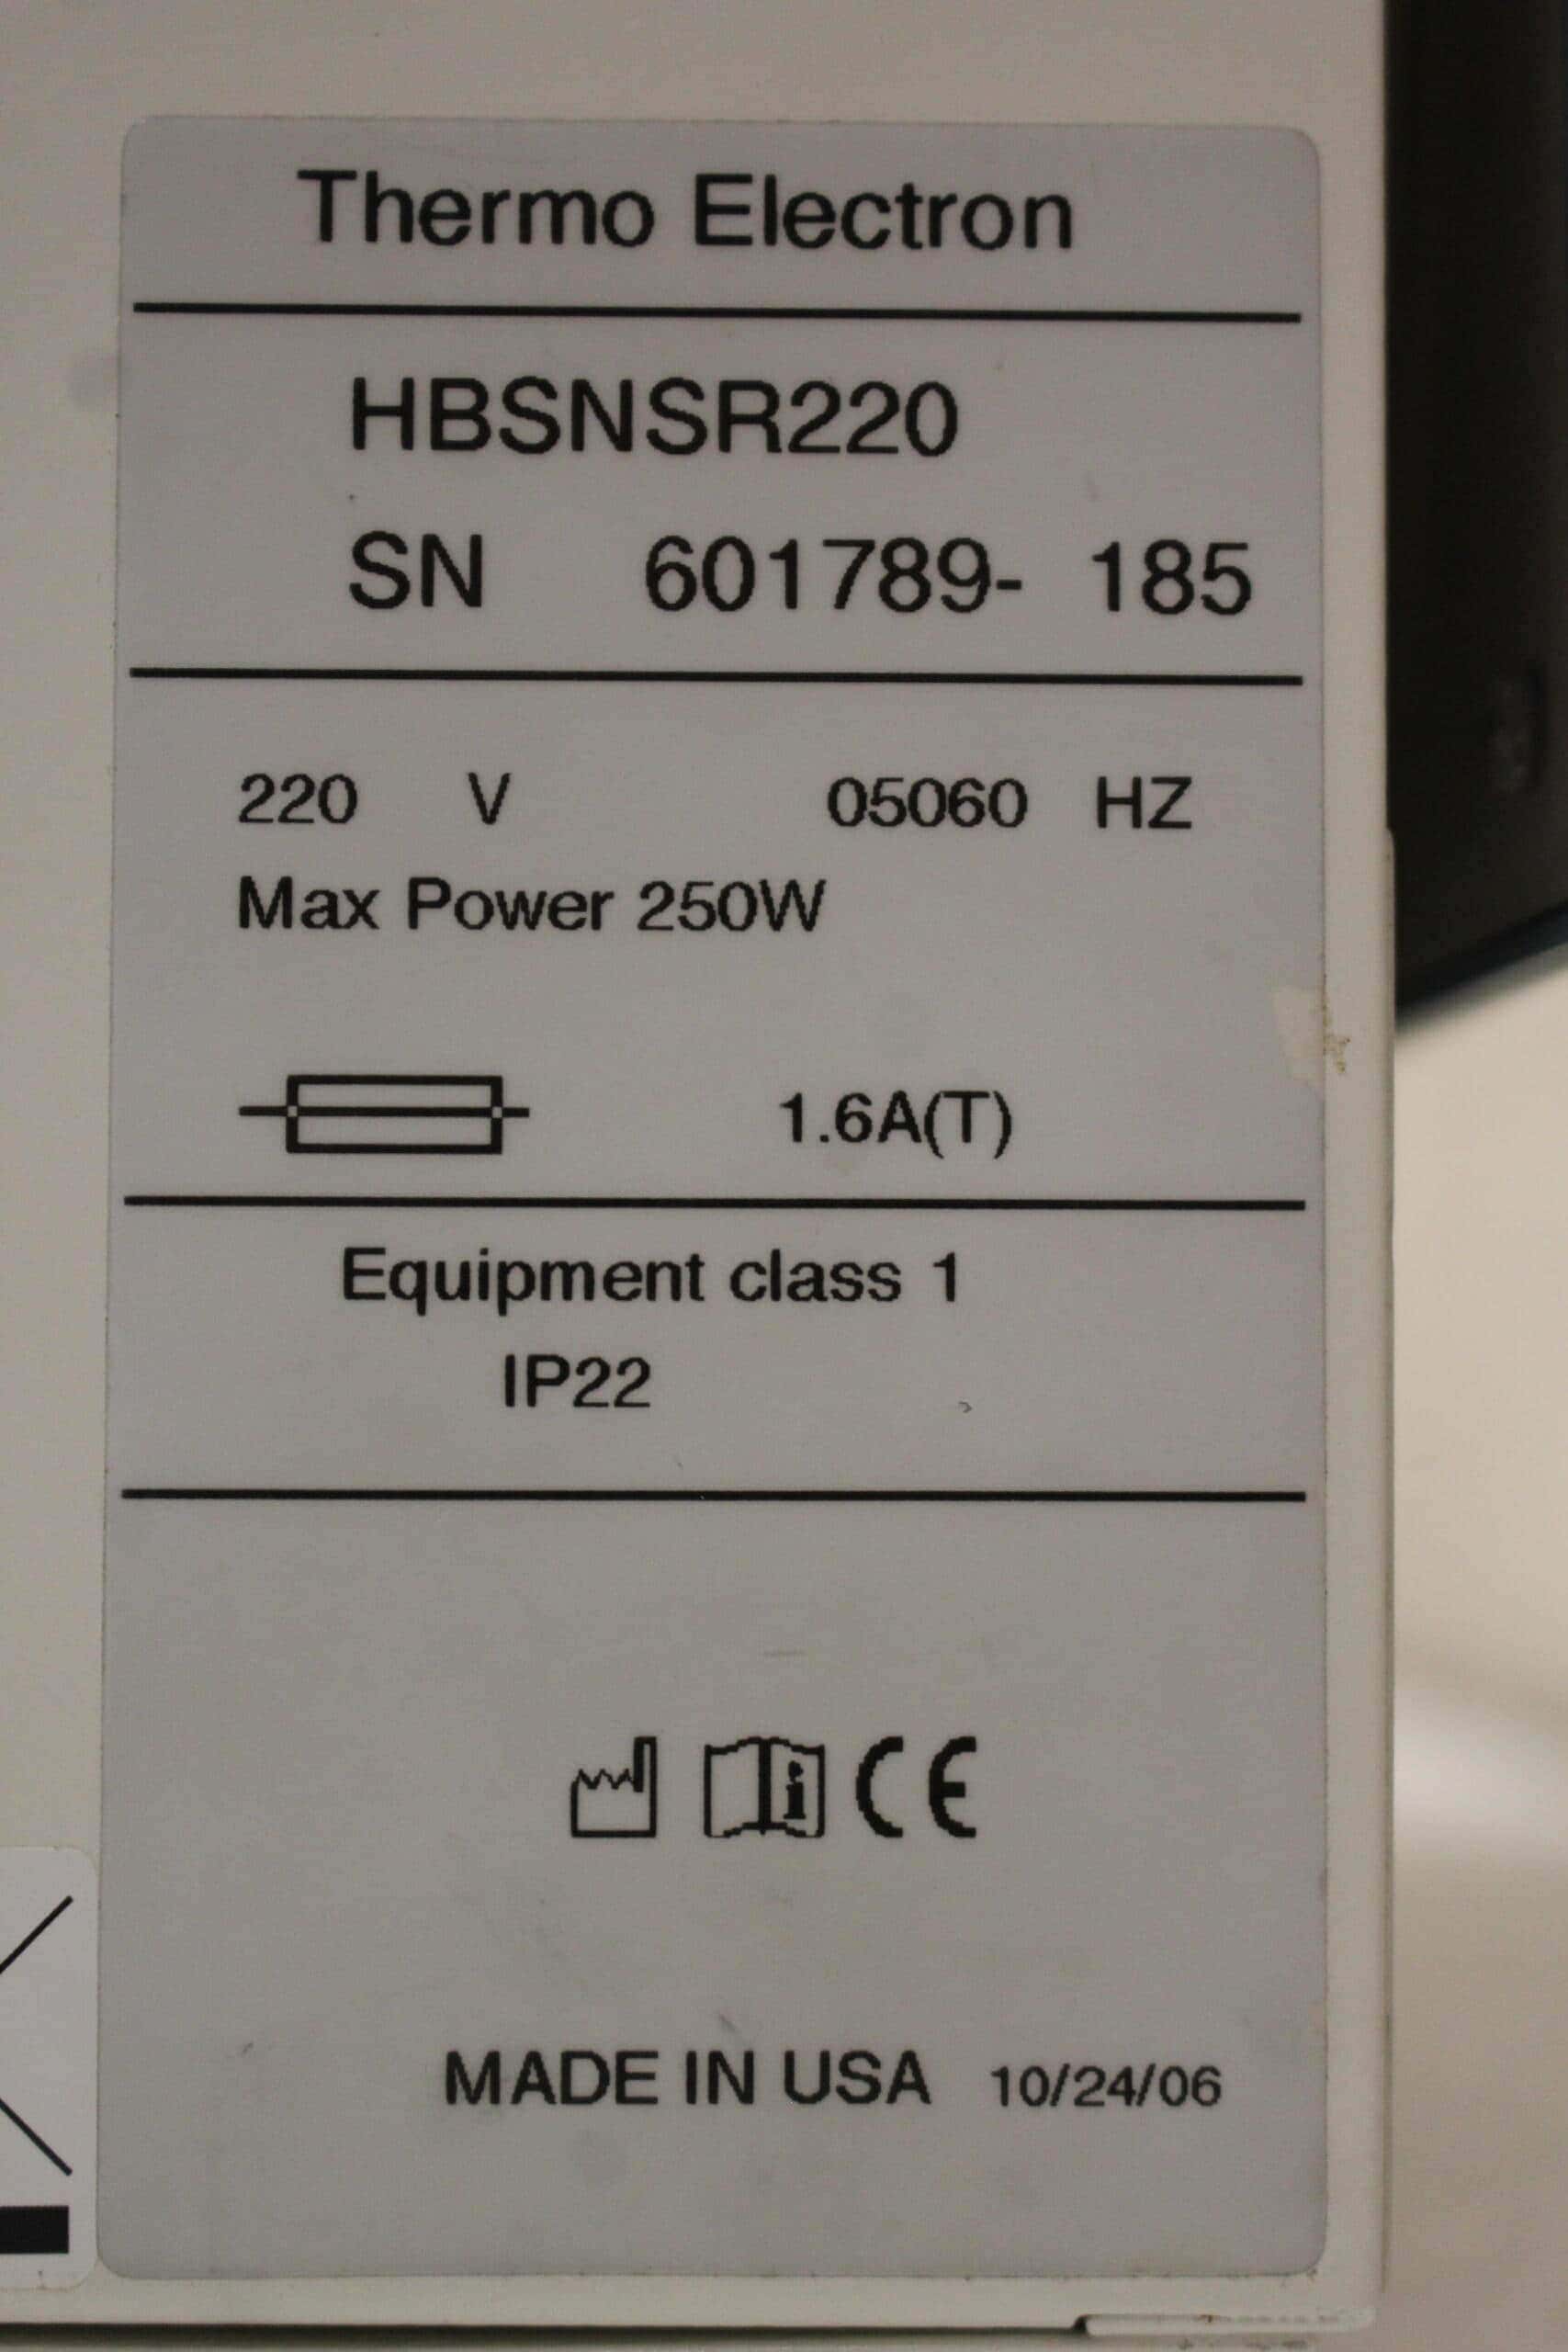 Thermo Electron
HBSNSR220
SN 601789- 185
220 V 05060 HZ
Max Power 250W
1.6A(T)
Equipment class 1
IP22
i CE
MADE IN USA 10/24/06